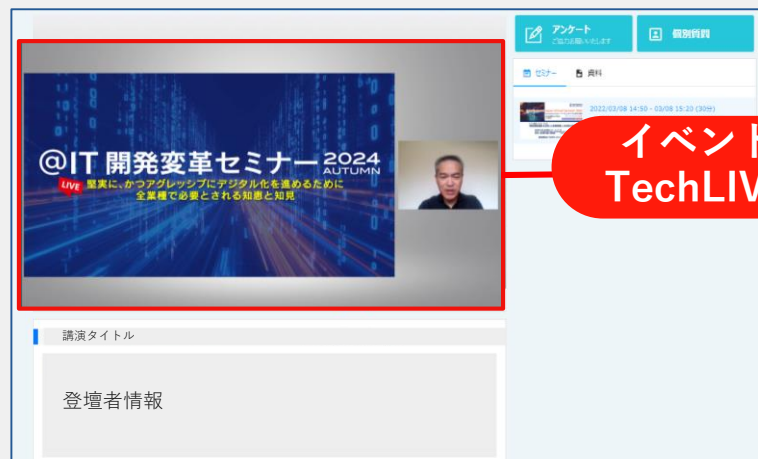 アンケート
ご協力お願いいたします
個別質問
セミナー
資料
2022/03/08 14:50 - 03/08 15:20 (30分)
イベント
TechLIV
@IT 開発変革セミナー 2024
AUTUMN
LIVE 堅実に、かつアグレッシブにデジタル化を進めるために
全業種で必要とされる知恵と知見
講演タイトル
登壇者情報